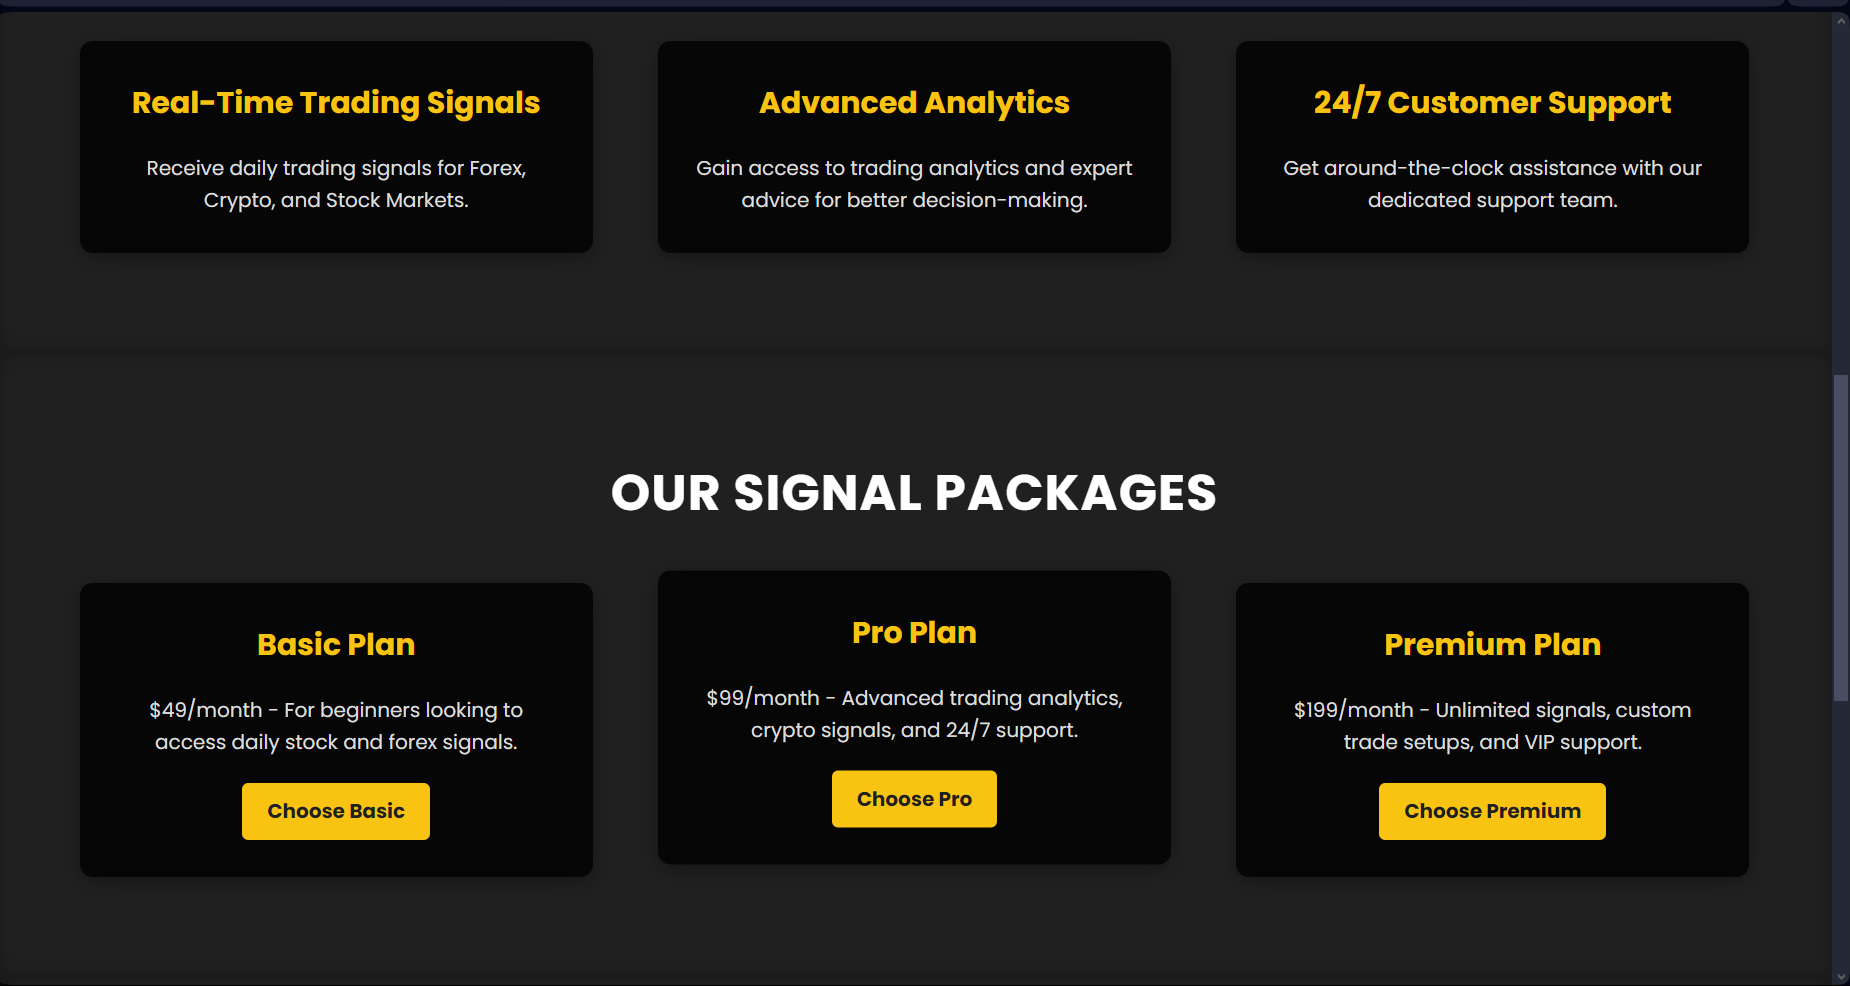 Real-Time Trading Signals
Receive daily trading signals for Forex,
Crypto, and Stock Markets.
Advanced Analytics
Gain access to trading analytics and expert
advice for better decision-making.
24/7 Customer Support
Get around-the-clock assistance with our
dedicated support team.
OUR SIGNAL PACKAGES
Basic Plan
$49/month - For beginners looking to
access daily stock and forex signals.
Choose Basic
Pro Plan
$99/month - Advanced trading analytics,
crypto signals, and 24/7 support.
Choose Pro
Premium Plan
$199/month - Unlimited signals, custom
trade setups, and VIP support.
Choose Premium